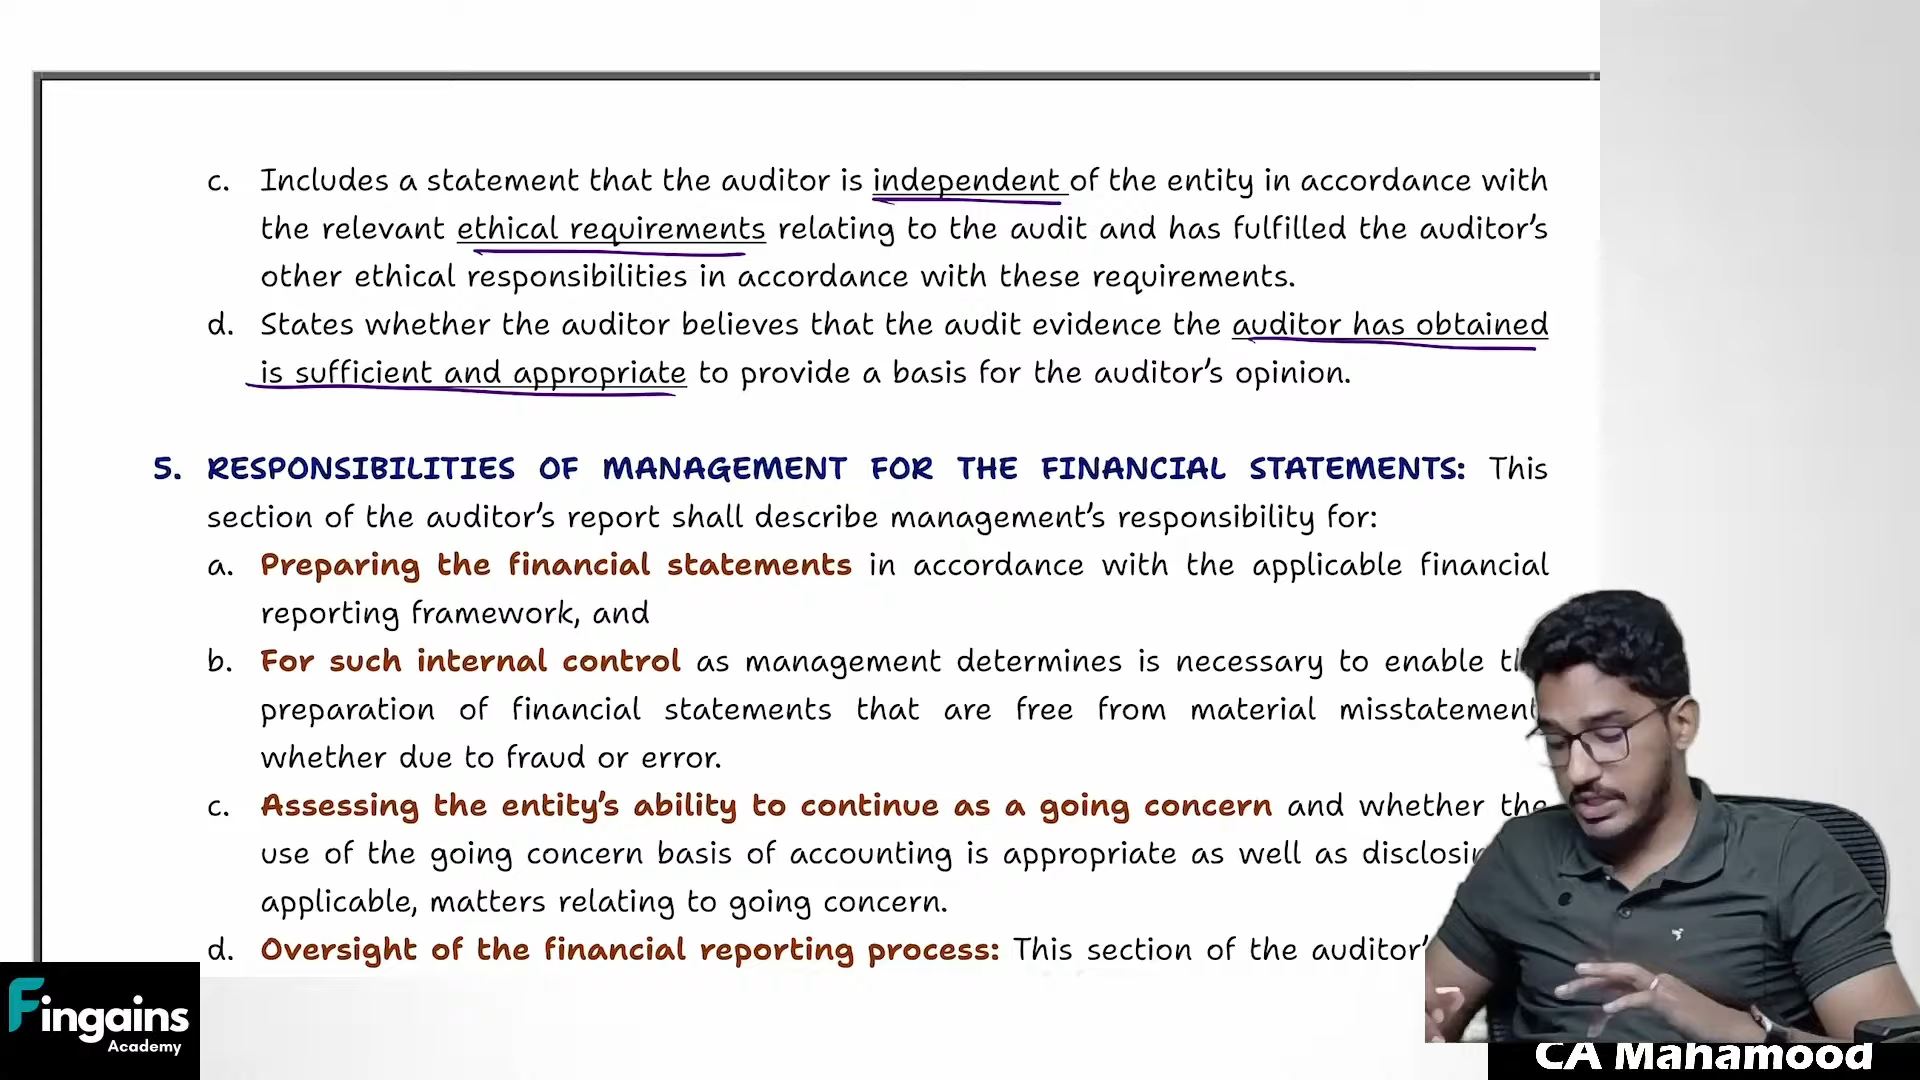 c. Includes a statement that the auditor is independent of the entity in accordance with
the relevant ethical requirements relating to the audit and has fulfilled the auditor's
other ethical responsibilities in accordance with these requirements.
d. States whether the auditor believes that the audit evidence the auditor has obtained
is sufficient and appropriate to provide a basis for the auditor's opinion.
5. RESPONSIBILITIES OF MANAGEMENT FOR THE FINANCIAL STATEMENTS: This
section of the auditor's report shall describe management's responsibility for:
a. Preparing the financial statements in accordance with the applicable financial
reporting framework, and
b. For such internal control as management determines is necessary to enable
preparation of financial statements that are free from material misstatement
whether due to fraud or error.
c. Assessing the entity's ability to continue as a going concern and whether the
use of the going concern basis of accounting is appropriate as well as
applicable, matters relating to going concern.
d. Oversight of the financial reporting process: This section of the
Fingains
Academy
CA Mahamood